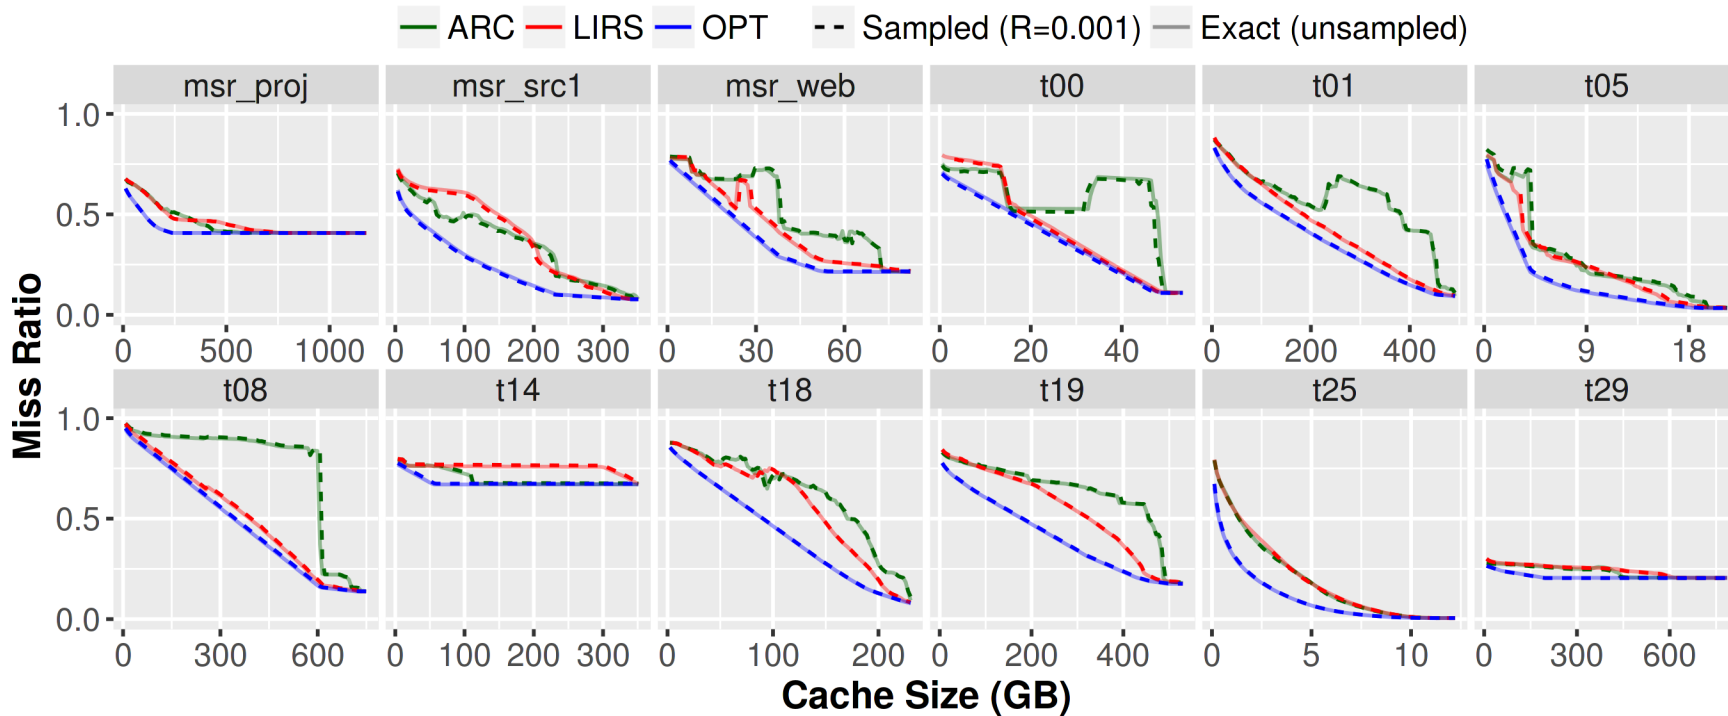 ARC LIRS OPT Sampled (R=0.001) Exact (unsampled)
msr_proj msr_src1 msr_web t00 t01 t05
1.0
0.5
0.0
0 500 1000 0 100 200 300 0 30 60 0 20 40 0 200 400 0 9 18
Miss Ratio
t08 t14 t18 t19 t25 t29
1.0
0.5
0.0
0 300 600 0 100 200 300 0 100 200 0 200 400 0 5 10 0 300 600
Cache Size (GB)